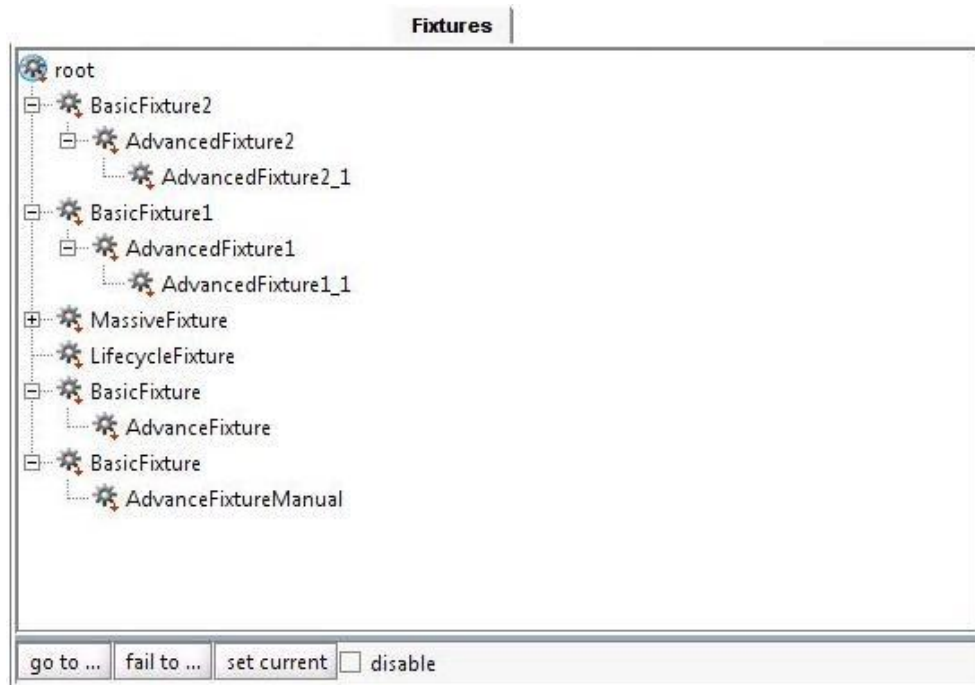 Fixtures
root
BasicFixture2
AdvancedFixture2
AdvancedFixture2_1
BasicFixture1
AdvancedFixture1
AdvancedFixture1_1
MassiveFixture
LifecycleFixture
BasicFixture
AdvanceFixture
BasicFixture
AdvanceFixtureManual
go to ... fail to ... set current disable